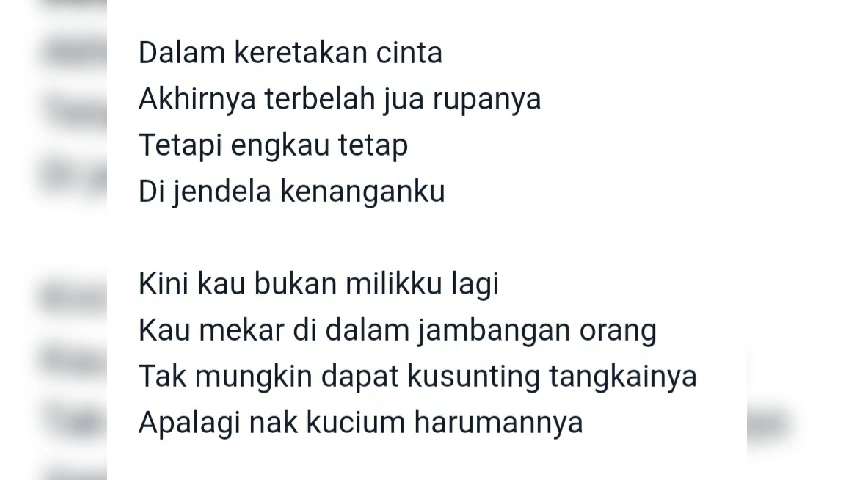 Dalam keretakan cinta
Akhirnya terbelah jua rupanya
Tetapi engkau tetap
Di jendela kenanganku
Kini kau bukan milikku lagi
Kau mekar di dalam jambangan orang
Tak mungkin dapat kusunting tangkainya
Apalagi nak kucium harumannya